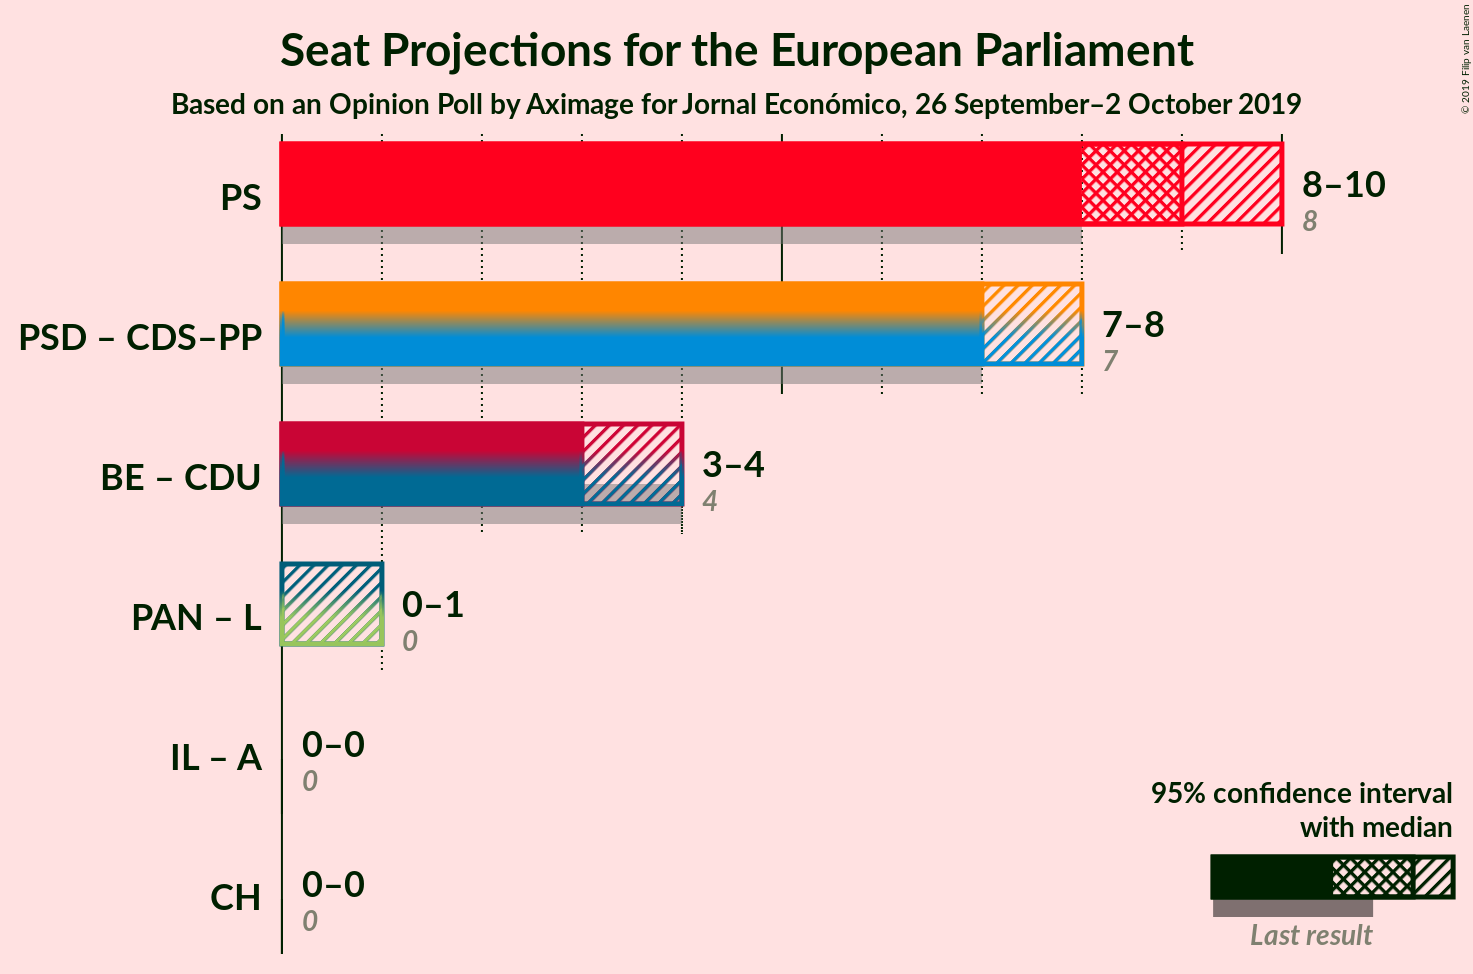 Seat Projections for the European Parliament
Based on an Opinion Poll by Aximage for Jornal Económico, 26 September–2 October 2019
© 2019 Filip van Laenen
PS
8–10
8
PSD – CDS–PP
7–8
7
BE – CDU
3–4
4
PAN – L
0–1
0
IL – A
0–0
0
CH
0–0
0
95% confidence interval
with median
Last result